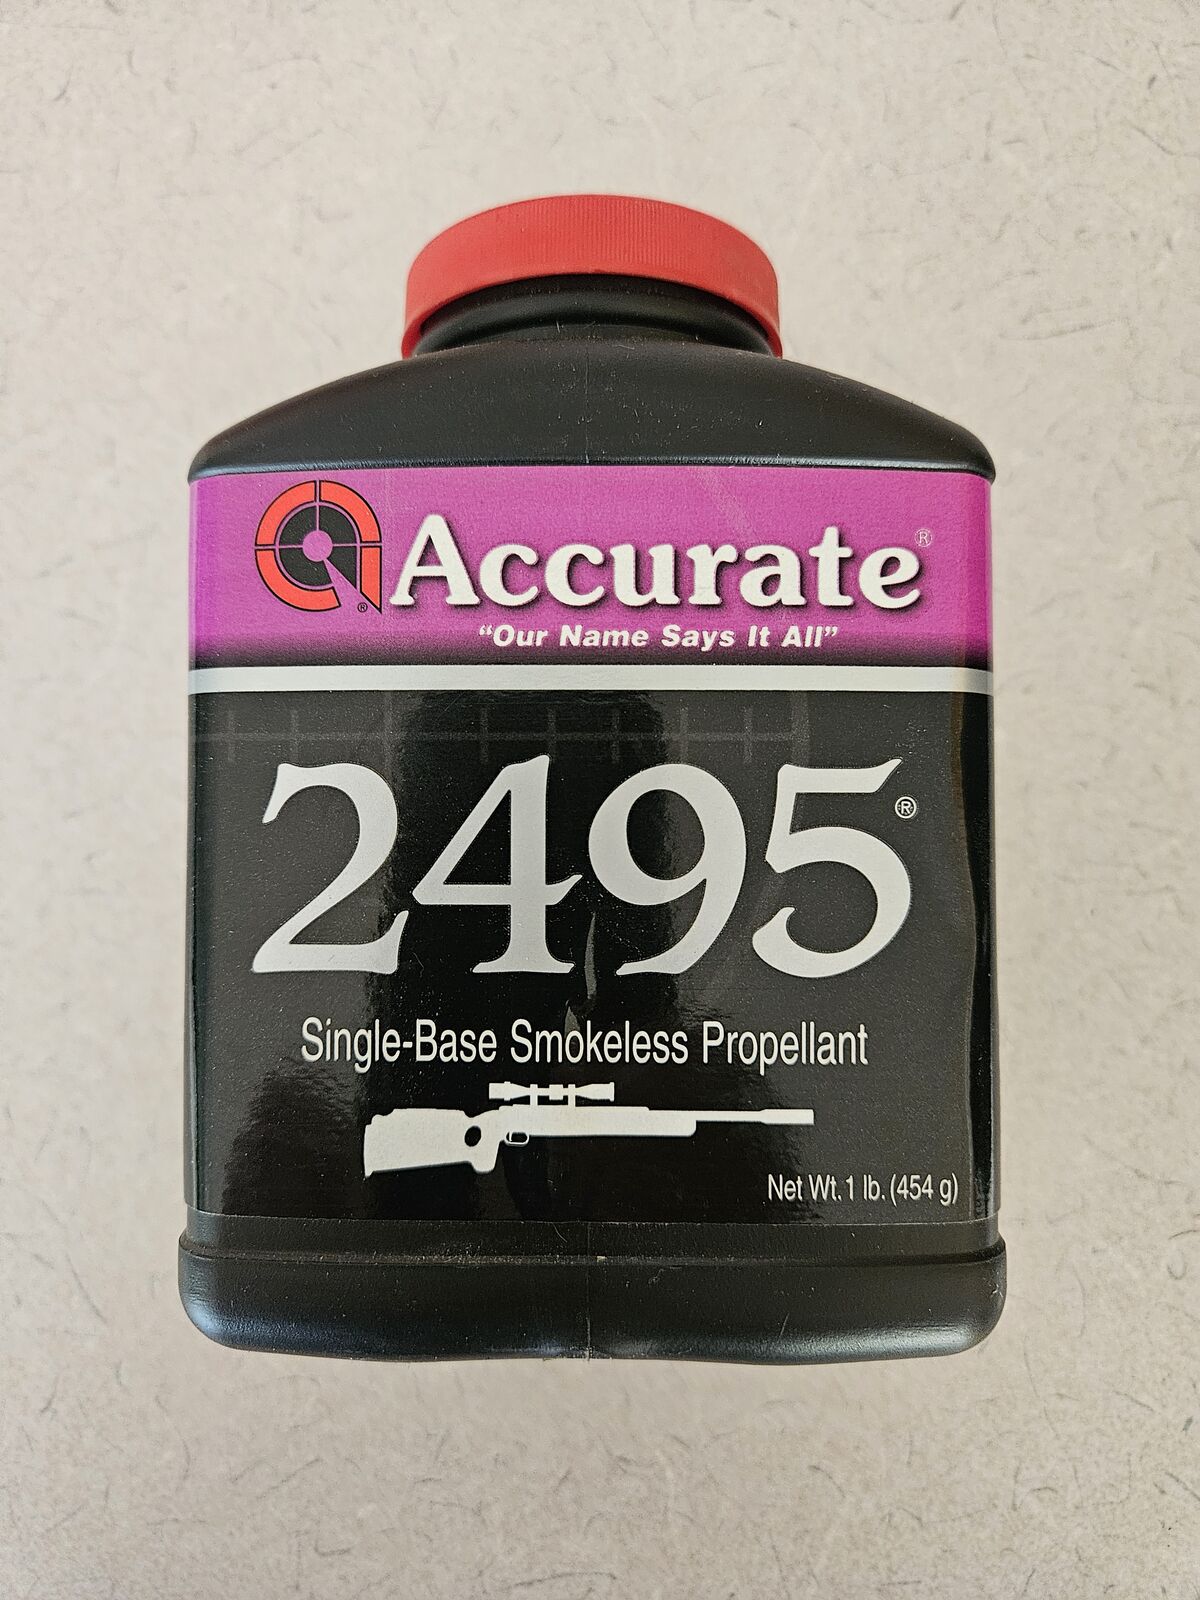 Accurate®
®
“Our Name Says It All”
2495®
Single-Base Smokeless Propellant
Net Wt. 1 lb. (454 g)